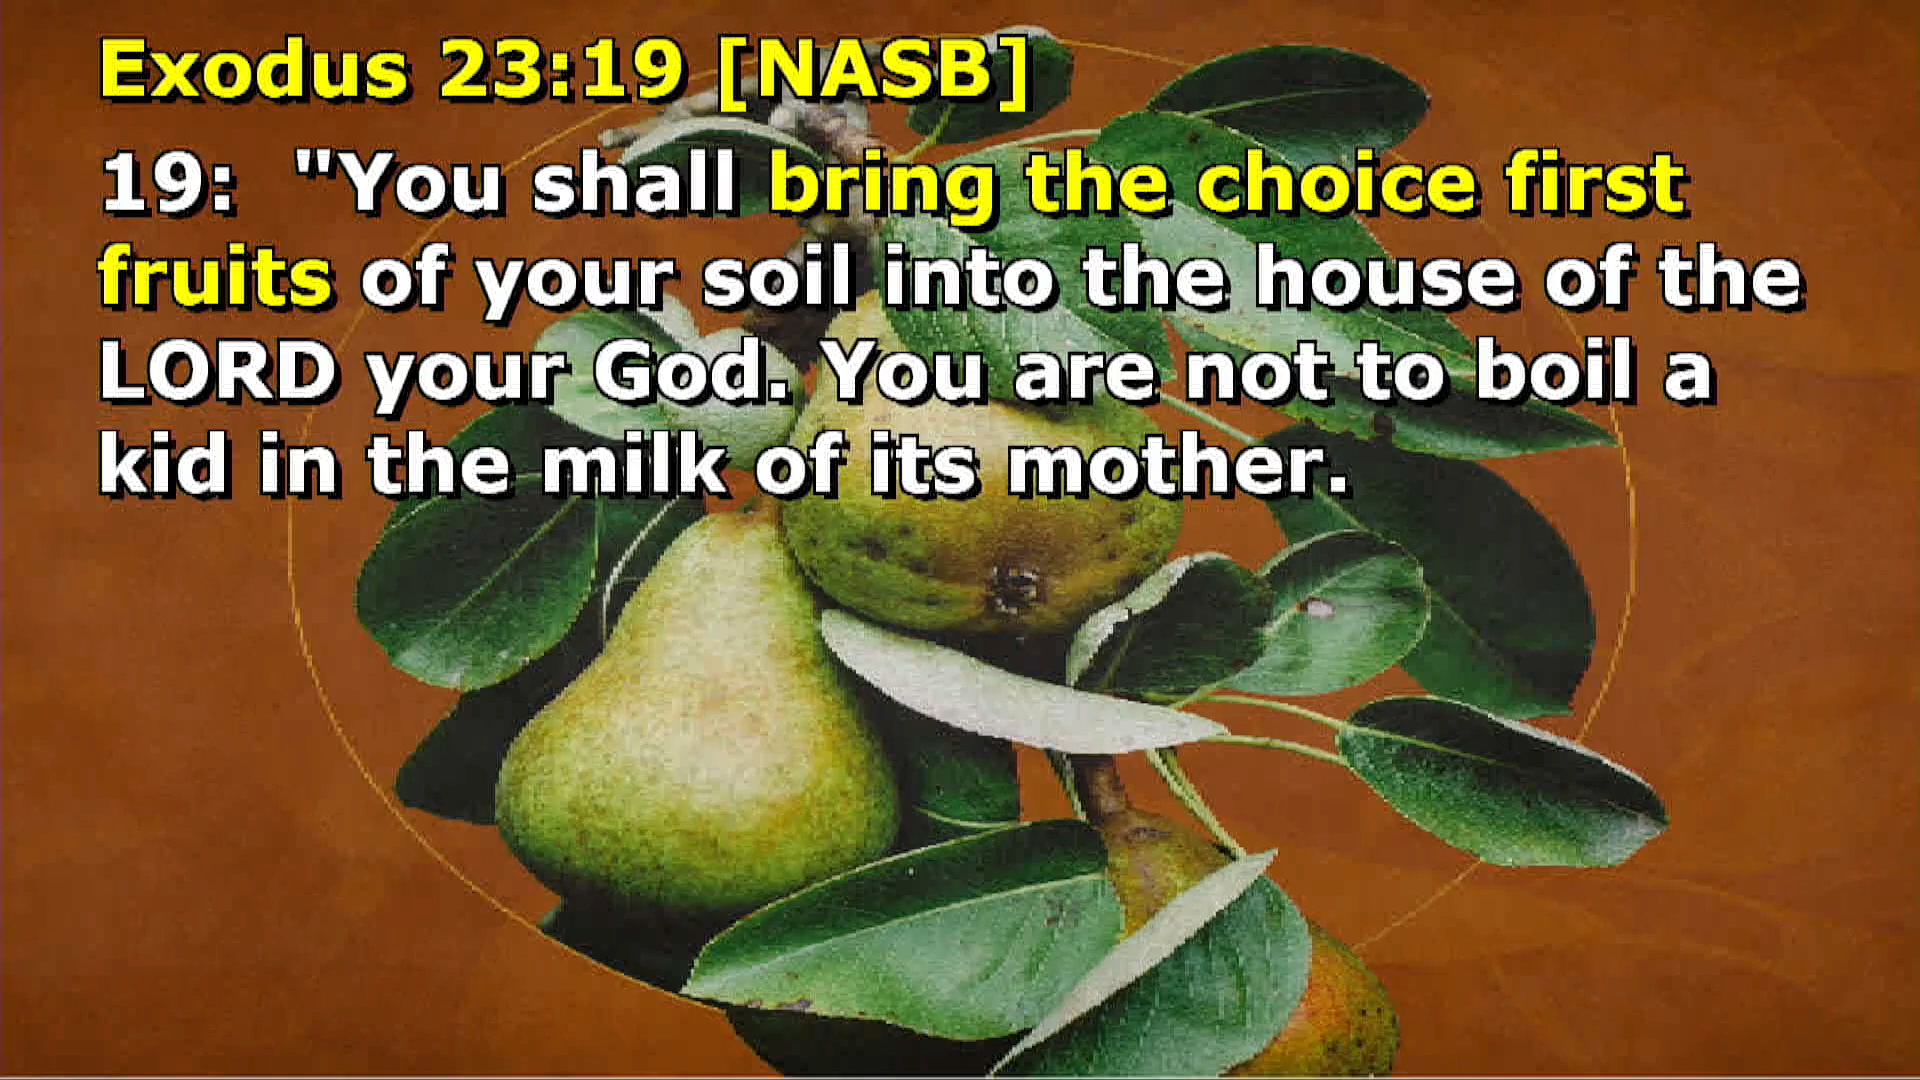 Exodus 23:19 [NASB]
19: "You shall bring the choice first
fruits of your soil into the house of the
LORD your God. You are not to boil a
kid in the milk of its mother.